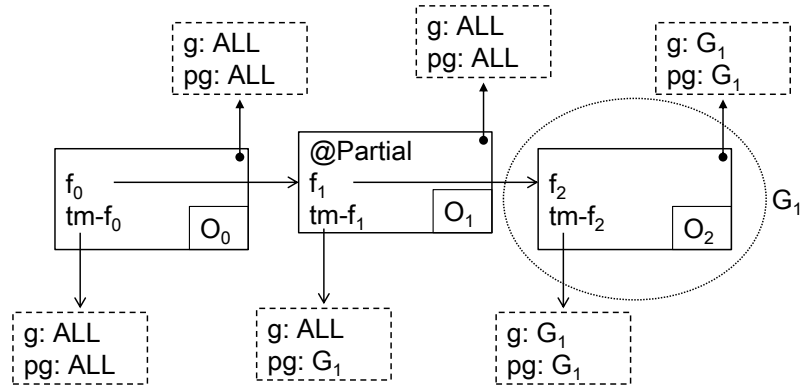 g: ALL
pg: ALL
g: ALL
pg: ALL
g: G₁
pg: G₁
@Partial
f₀
tm-f₀
O₀
f₁
tm-f₁
O₁
f₂
tm-f₂
O₂
G₁
g: ALL
pg: ALL
g: ALL
pg: G₁
g: G₁
pg: G₁